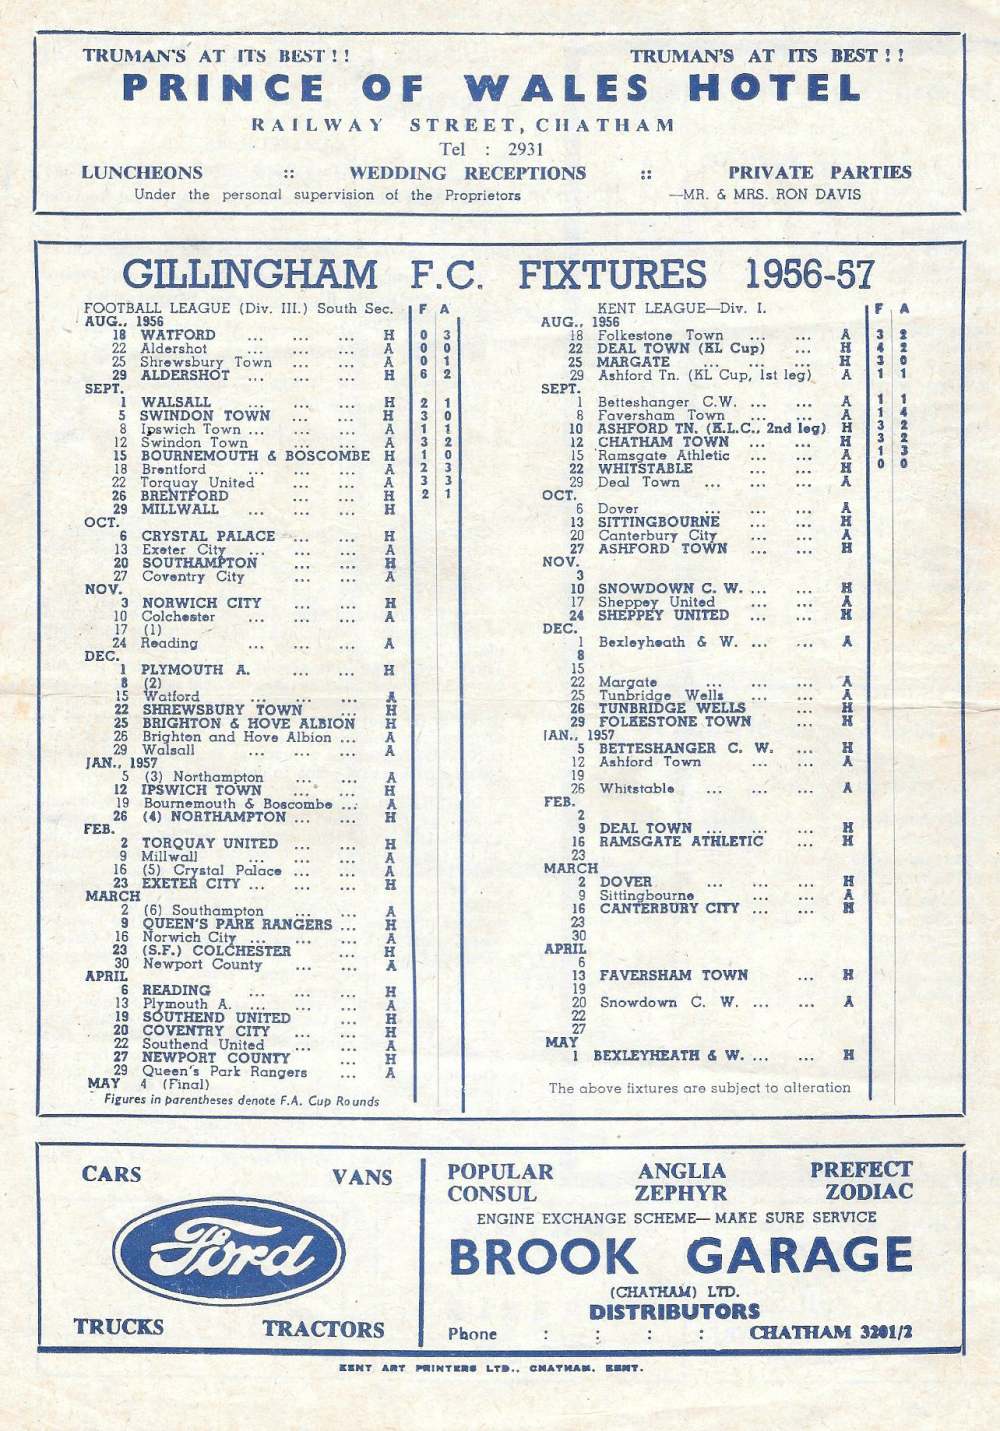 TRUMAN'S AT ITS BEST ! ! TRUMAN'S AT ITS BEST ! !
PRINCE OF WALES HOTEL
RAILWAY STREET, CHATHAM
Tel : 2931
LUNCHEONS :: WEDDING RECEPTIONS :: PRIVATE PARTIES
Under the personal supervision of the Proprietors —MR. & MRS. RON DAVIS
GILLINGHAM F.C. FIXTURES 1956-57
FOOTBALL LEAGUE (Div. III.) South Sec. F A
AUG., 1956
18 WATFORD ... ... ... H 0 3
22 Aldershot ... ... ... A 0 0
25 Shrewsbury Town ... ... A 0 1
29 ALDERSHOT ... ... ... H 6 2
SEPT.
1 WALSALL ... ... ... H 2 1
5 SWINDON TOWN ... ... H 3 0
8 Ipswich Town ... ... ... A 1 1
12 Swindon Town ... ... A 3 2
15 BOURNEMOUTH & BOSCOMBE H 1 0
18 Brentford ... ... ... A 2 3
22 Torquay United ... ... A 3 3
26 BRENTFORD ... ... H 2 1
29 MILLWALL ... ... ... H
OCT.
6 CRYSTAL PALACE ... ... H
13 Exeter City ... ... ... A
20 SOUTHAMPTON ... ... H
27 Coventry City ... ... A
NOV.
3 NORWICH CITY ... ... H
10 Colchester ... ... ... A
17 (1)
24 Reading ... ... ... A
DEC.
1 PLYMOUTH A. ... ... H
8 (2)
15 Watford ... ... ... A
22 SHREWSBURY TOWN ... H
25 BRIGHTON & HOVE ALBION H
26 Brighton and Hove Albion ... A
29 Walsall ... ... ... A
JAN., 1957
5 (3) Northampton ... ... A
12 IPSWICH TOWN ... ... H
19 Bournemouth & Boscombe ... A
26 (4) NORTHAMPTON ... ... H
FEB.
2 TORQUAY UNITED ... ... H
9 Millwall ... ... ... A
16 (5) Crystal Palace ... ... A
23 EXETER CITY ... ... ... H
MARCH
2 (6) Southampton ... ... A
9 QUEEN'S PARK RANGERS ... H
16 Norwich City ... ... ... A
23 (S.F.) COLCHESTER ... H
30 Newport County ... ... A
APRIL
6 READING ... ... ... H
13 Plymouth A. ... ... ... A
19 SOUTHEND UNITED ... H
20 COVENTRY CITY ... ... H
22 Southend United ... ... A
27 NEWPORT COUNTY ... H
29 Queen's Park Rangers ... A
MAY 4 (Final)
Figures in parentheses denote F.A. Cup Rounds
KENT LEAGUE—Div. I. F A
AUG., 1956
18 Folkestone Town ... ... A 3 2
22 DEAL TOWN (KL Cup) ... H 4 2
25 MARGATE ... ... ... H 3 0
29 Ashford Tn. (KL Cup, 1st leg) A 1 1
SEPT.
1 Betteshanger C.W. ... ... A 1 1
8 Faversham Town ... ... A 1 4
10 ASHFORD TN. (K.L.C., 2nd leg) H 3 2
12 CHATHAM TOWN ... ... H 3 2
15 Ramsgate Athletic ... ... A 1 3
22 WHITSTABLE ... ... H 0 0
29 Deal Town ... ... ... A
OCT.
6 Dover ... ... ... A
13 SITTINGBOURNE ... ... H
20 Canterbury City ... ... A
27 ASHFORD TOWN ... ... H
NOV.
3
10 SNOWDOWN C. W. ... ... H
17 Sheppey United ... ... A
24 SHEPPEY UNITED ... ... H
DEC.
1 Bexleyheath & W. ... ... A
8
15
22 Margate ... ... ... A
25 Tunbridge Wells ... ... A
26 TUNBRIDGE WELLS ... H
29 FOLKESTONE TOWN ... H
JAN., 1957
5 BETTESHANGER C. W. ... H
12 Ashford Town ... ... A
19
26 Whitstable ... ... ... A
FEB.
2
9 DEAL TOWN ... ... ... H
16 RAMSGATE ATHLETIC ... H
23
MARCH
2 DOVER ... ... ... H
9 Sittingbourne ... ... A
16 CANTERBURY CITY ... ... H
23
30
APRIL
6
13 FAVERSHAM TOWN ... H
19
20 Snowdown C. W. ... ... A
22
27
MAY
1 BEXLEYHEATH & W. ... ... H
The above fixtures are subject to alteration
CARS VANS
Ford
TRUCKS TRACTORS
POPULAR ANGLIA PREFECT
CONSUL ZEPHYR ZODIAC
ENGINE EXCHANGE SCHEME— MAKE SURE SERVICE
BROOK GARAGE
(CHATHAM) LTD.
DISTRIBUTORS
Phone : : : : CHATHAM 3201/2
KENT ART PRINTERS LTD., CHATHAM, KENT.